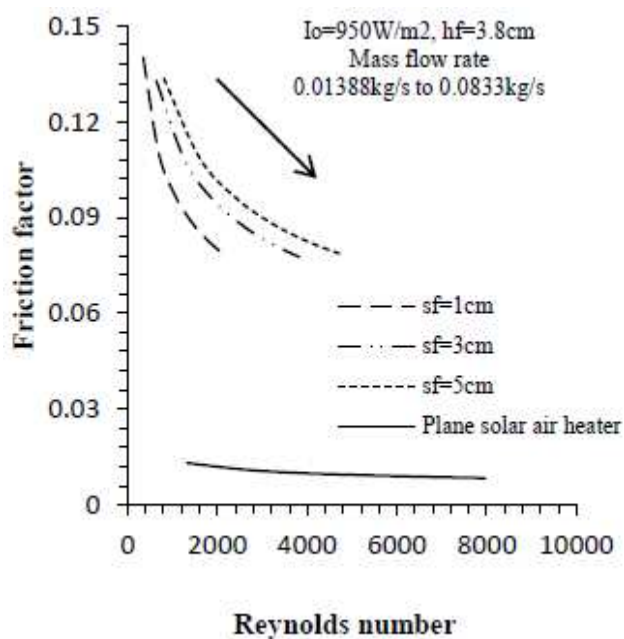 Io=950W/m2, hf=3.8cm
Mass flow rate
0.01388kg/s to 0.0833kg/s
Friction factor
0.15
0.12
0.09
0.06
0.03
0
sf=1cm
sf=3cm
sf=5cm
Plane solar air heater
0 2000 4000 6000 8000 10000
Reynolds number